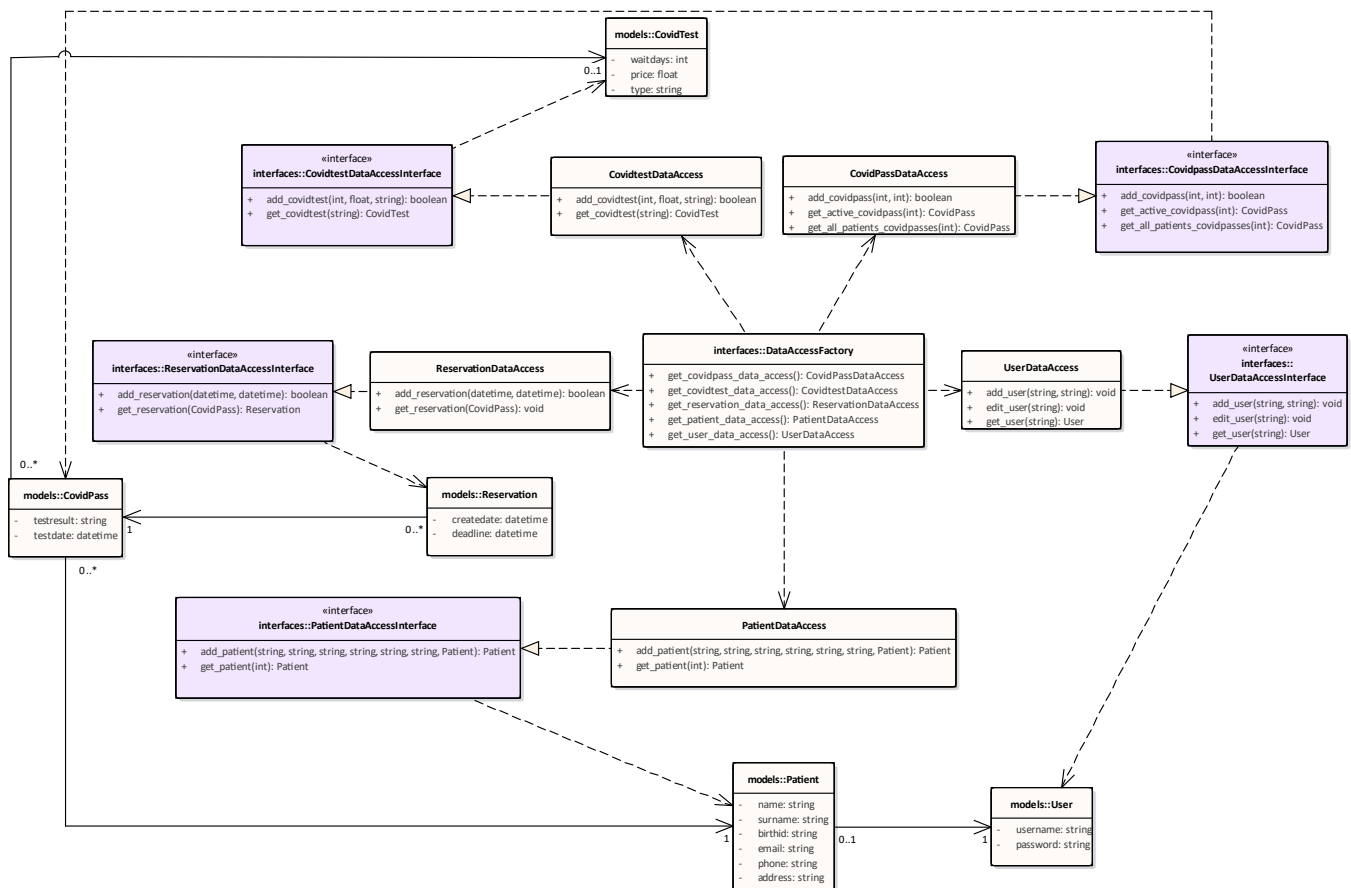 models::CovidTest
- waitdays: int
- price: float
- type: string
0..1
«interface»
interfaces::CovidtestDataAccessInterface
+ add_covidtest(int, float, string): boolean
+ get_covidtest(string): CovidTest
CovidtestDataAccess
+ add_covidtest(int, float, string): boolean
+ get_covidtest(string): CovidTest
CovidPassDataAccess
+ add_covidpass(int, int): boolean
+ get_active_covidpass(int): CovidPass
+ get_all_patients_covidpasses(int): CovidPass
«interface»
interfaces::CovidpassDataAccessInterface
+ add_covidpass(int, int): boolean
+ get_active_covidpass(int): CovidPass
+ get_all_patients_covidpasses(int): CovidPass
«interface»
interfaces::ReservationDataAccessInterface
+ add_reservation(datetime, datetime): boolean
+ get_reservation(CovidPass): Reservation
ReservationDataAccess
+ add_reservation(datetime, datetime): boolean
+ get_reservation(CovidPass): void
interfaces::DataAccessFactory
+ get_covidpass_data_access(): CovidPassDataAccess
+ get_covidtest_data_access(): CovidtestDataAccess
+ get_reservation_data_access(): ReservationDataAccess
+ get_patient_data_access(): PatientDataAccess
+ get_user_data_access(): UserDataAccess
UserDataAccess
+ add_user(string, string): void
+ edit_user(string): void
+ get_user(string): User
«interface»
interfaces::
UserDataAccessInterface
+ add_user(string, string): void
+ edit_user(string): void
+ get_user(string): User
0..*
models::CovidPass
- testresult: string
- testdate: datetime
1
0..*
0..*
models::Reservation
- createdate: datetime
- deadline: datetime
«interface»
interfaces::PatientDataAccessInterface
+ add_patient(string, string, string, string, string, string, Patient): Patient
+ get_patient(int): Patient
PatientDataAccess
+ add_patient(string, string, string, string, string, string, Patient): Patient
+ get_patient(int): Patient
models::Patient
- name: string
- surname: string
- birthid: string
- email: string
- phone: string
- address: string
1
0..1
1
models::User
- username: string
- password: string